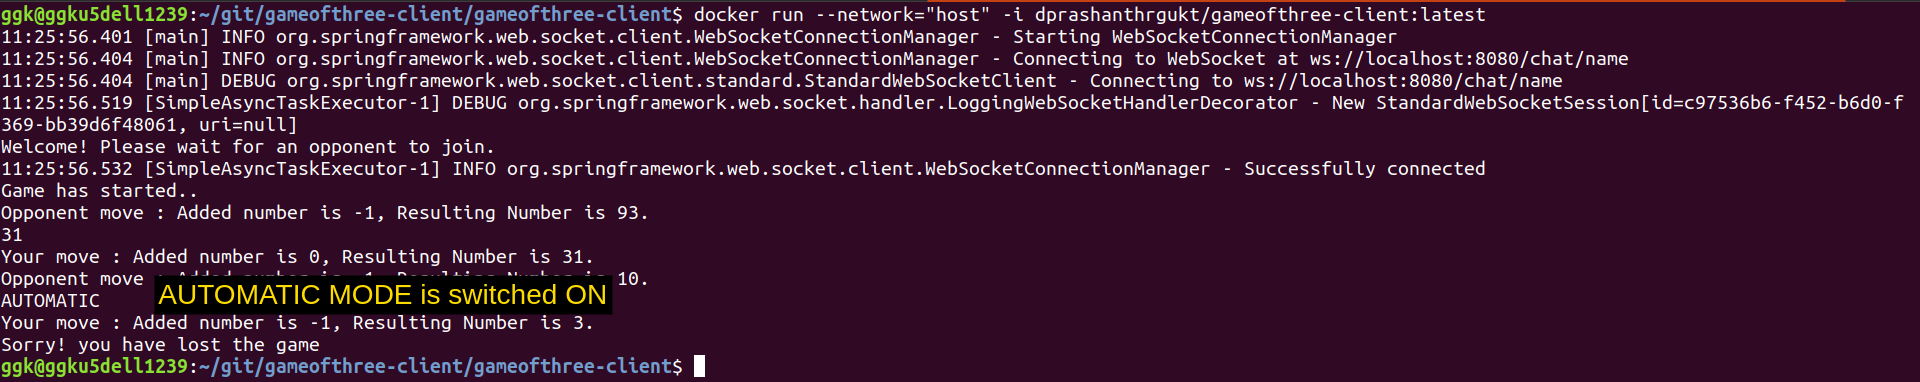 ggk@ggku5dell1239:~/git/gameofthree-client/gameofthree-client$ docker run --network="host" -i dprashanthrgukt/gameofthree-client:latest
11:25:56.401 [main] INFO org.springframework.web.socket.client.WebSocketConnectionManager - Starting WebSocketConnectionManager
11:25:56.404 [main] INFO org.springframework.web.socket.client.WebSocketConnectionManager - Connecting to WebSocket at ws://localhost:8080/chat/name
11:25:56.404 [main] DEBUG org.springframework.web.socket.client.standard.StandardWebSocketClient - Connecting to ws://localhost:8080/chat/name
11:25:56.519 [SimpleAsyncTaskExecutor-1] DEBUG org.springframework.web.socket.handler.LoggingWebSocketHandlerDecorator - New StandardWebSocketSession[id=c97536b6-f452-b6d0-f
369-bb39d6f48061, uri=null]
Welcome! Please wait for an opponent to join.
11:25:56.532 [SimpleAsyncTaskExecutor-1] INFO org.springframework.web.socket.client.WebSocketConnectionManager - Successfully connected
Game has started..
Opponent move : Added number is -1, Resulting Number is 93.
31
Your move : Added number is 0, Resulting Number is 31.
Opponent move : Added number is -1, Resulting Number is 10.
AUTOMATIC
AUTOMATIC MODE is switched ON
Your move : Added number is -1, Resulting Number is 3.
Sorry! you have lost the game
ggk@ggku5dell1239:~/git/gameofthree-client/gameofthree-client$